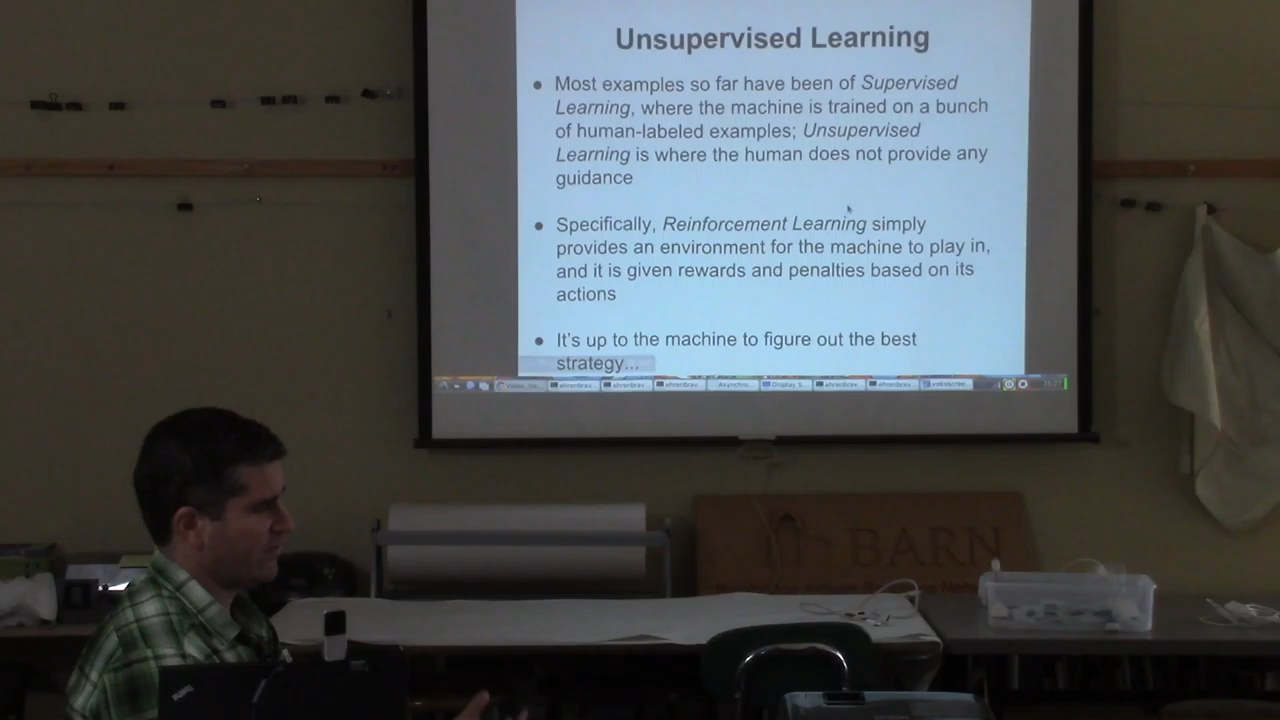 Unsupervised Learning
● Most examples so far have been of Supervised
Learning, where the machine is trained on a bunch
of human-labeled examples; Unsupervised
Learning is where the human does not provide any
guidance
● Specifically, Reinforcement Learning simply
provides an environment for the machine to play in,
and it is given rewards and penalties based on its
actions
● It's up to the machine to figure out the best
strategy...
BARN